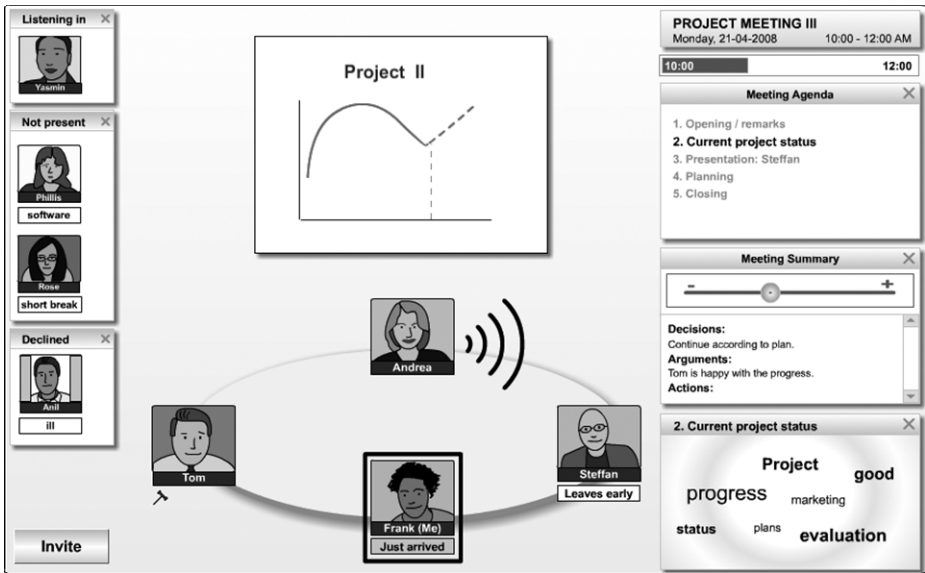 Listening in
Yasmin
Not present
Phillis
software
Rose
short break
Declined
Anil
ill
Invite
Project II
Andrea
Tom
Steffan
Leaves early
Frank (Me)
Just arrived
PROJECT MEETING III
Monday, 21-04-2008 10:00 - 12:00 AM
10:00 12:00
Meeting Agenda
1. Opening / remarks
2. Current project status
3. Presentation: Steffan
4. Planning
5. Closing
Meeting Summary
- +
Decisions:
Continue according to plan.
Arguments:
Tom is happy with the progress.
Actions:
2. Current project status
Project
good
progress
marketing
status
plans
evaluation